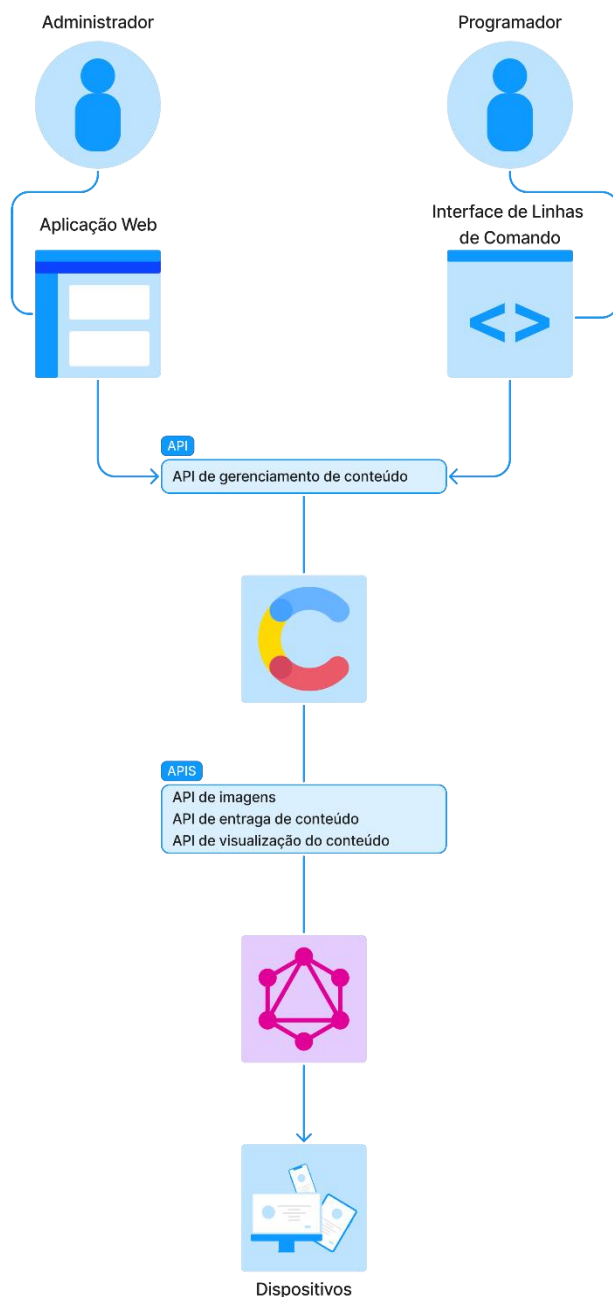 Administrador
Programador
Aplicação Web
Interface de Linhas
de Comando
<>
API
API de gerenciamento de conteúdo
APIS
API de imagens
API de entraga de conteúdo
API de visualização do conteúdo
Dispositivos